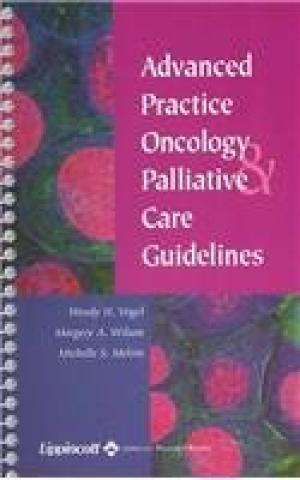 Advanced
Practice
Oncology &
Palliative
Care
Guidelines
Wendy H. Vogel
Margery A. Wilson
Michelle S. Melvin
Lippincott